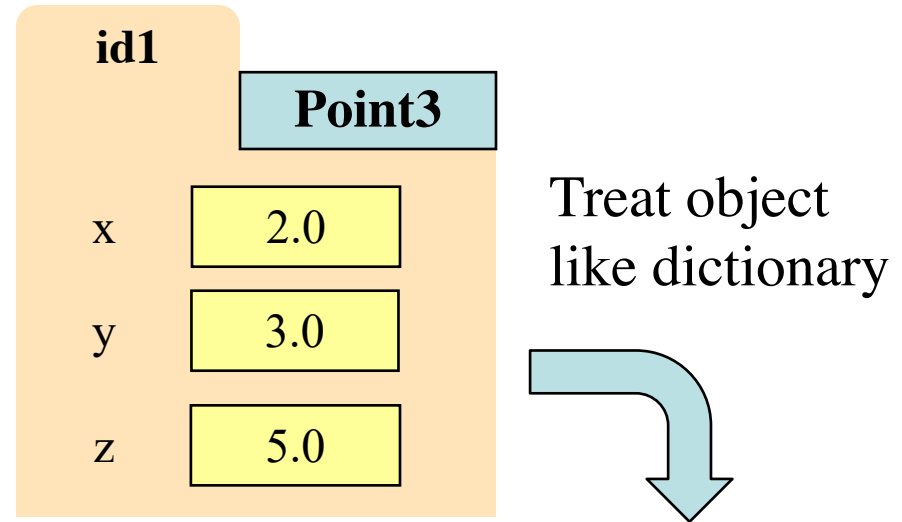 id1
Point3
x 2.0
y 3.0
z 5.0
Treat object
like dictionary